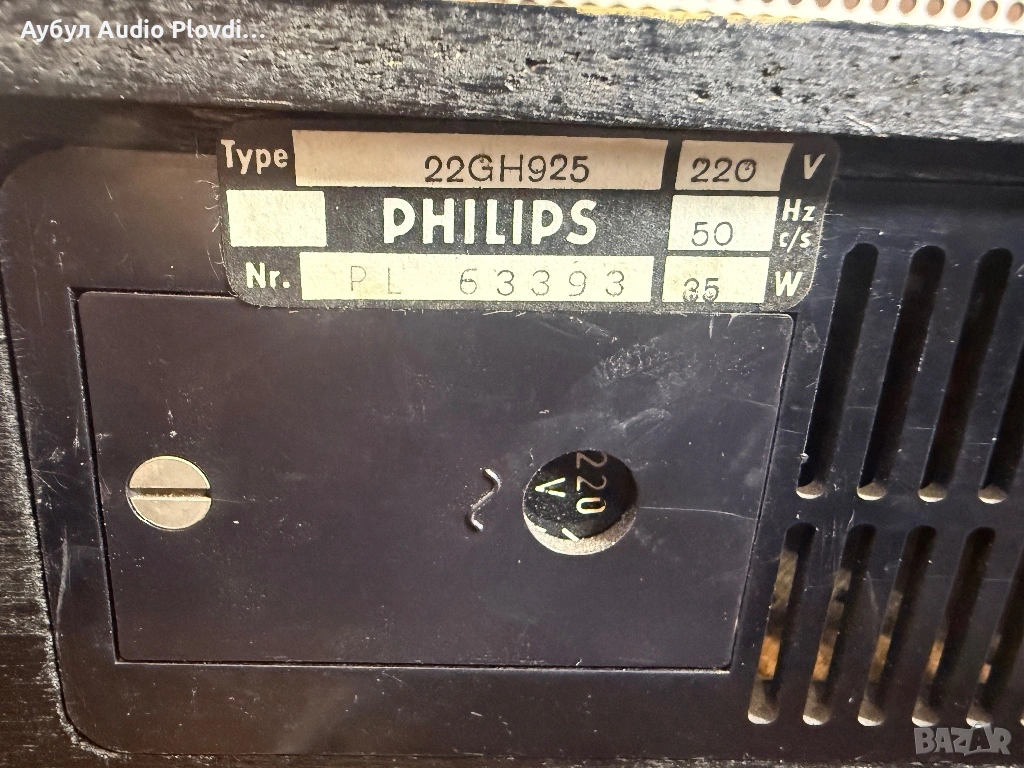 Аубул Audio Plovdi...
Type 22GH925 220 V
PHILIPS 50 Hz c/s
Nr. PL 63393 35 W
220 V ~
BAZAR